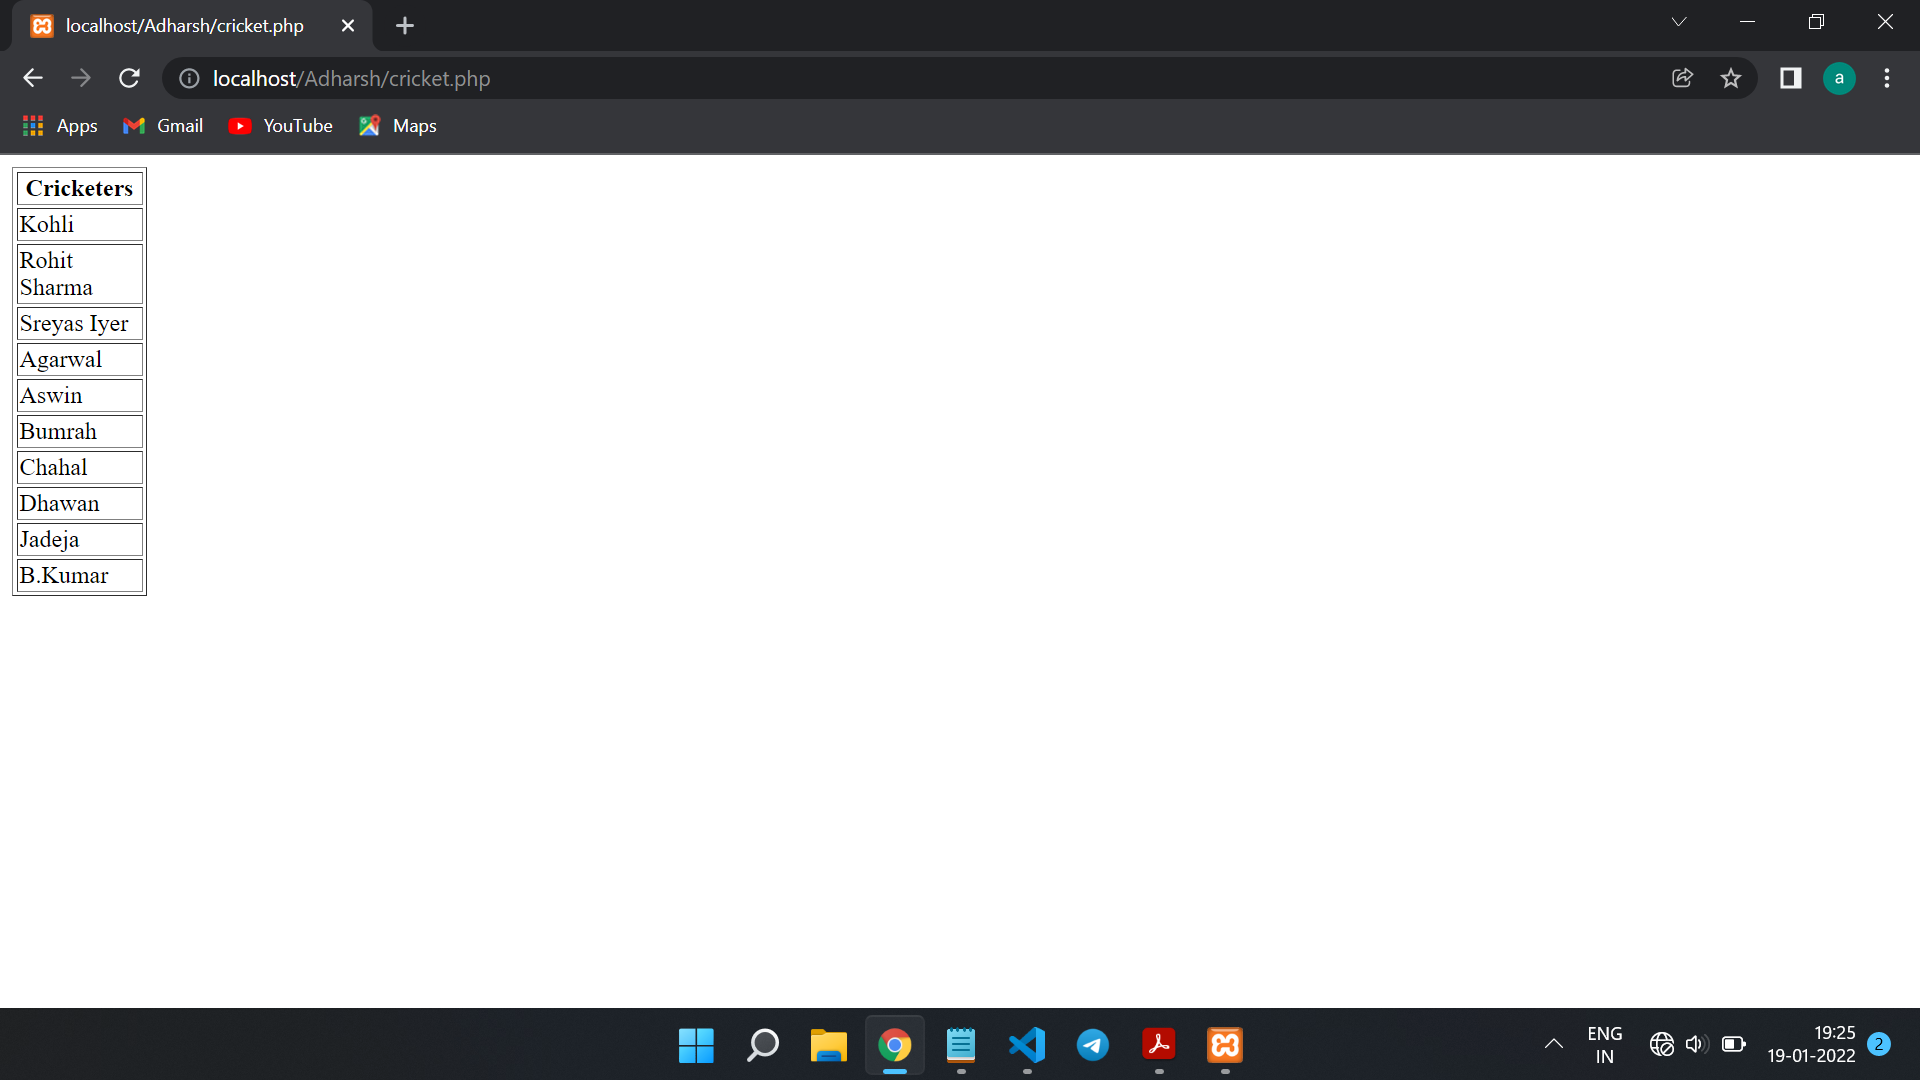 localhost/Adharsh/cricket.php
localhost/Adharsh/cricket.php
a
Apps Gmail YouTube Maps
Cricketers
Kohli
Rohit
Sharma
Sreyas Iyer
Agarwal
Aswin
Bumrah
Chahal
Dhawan
Jadeja
B.Kumar
ENG
IN
19:25
19-01-2022
2